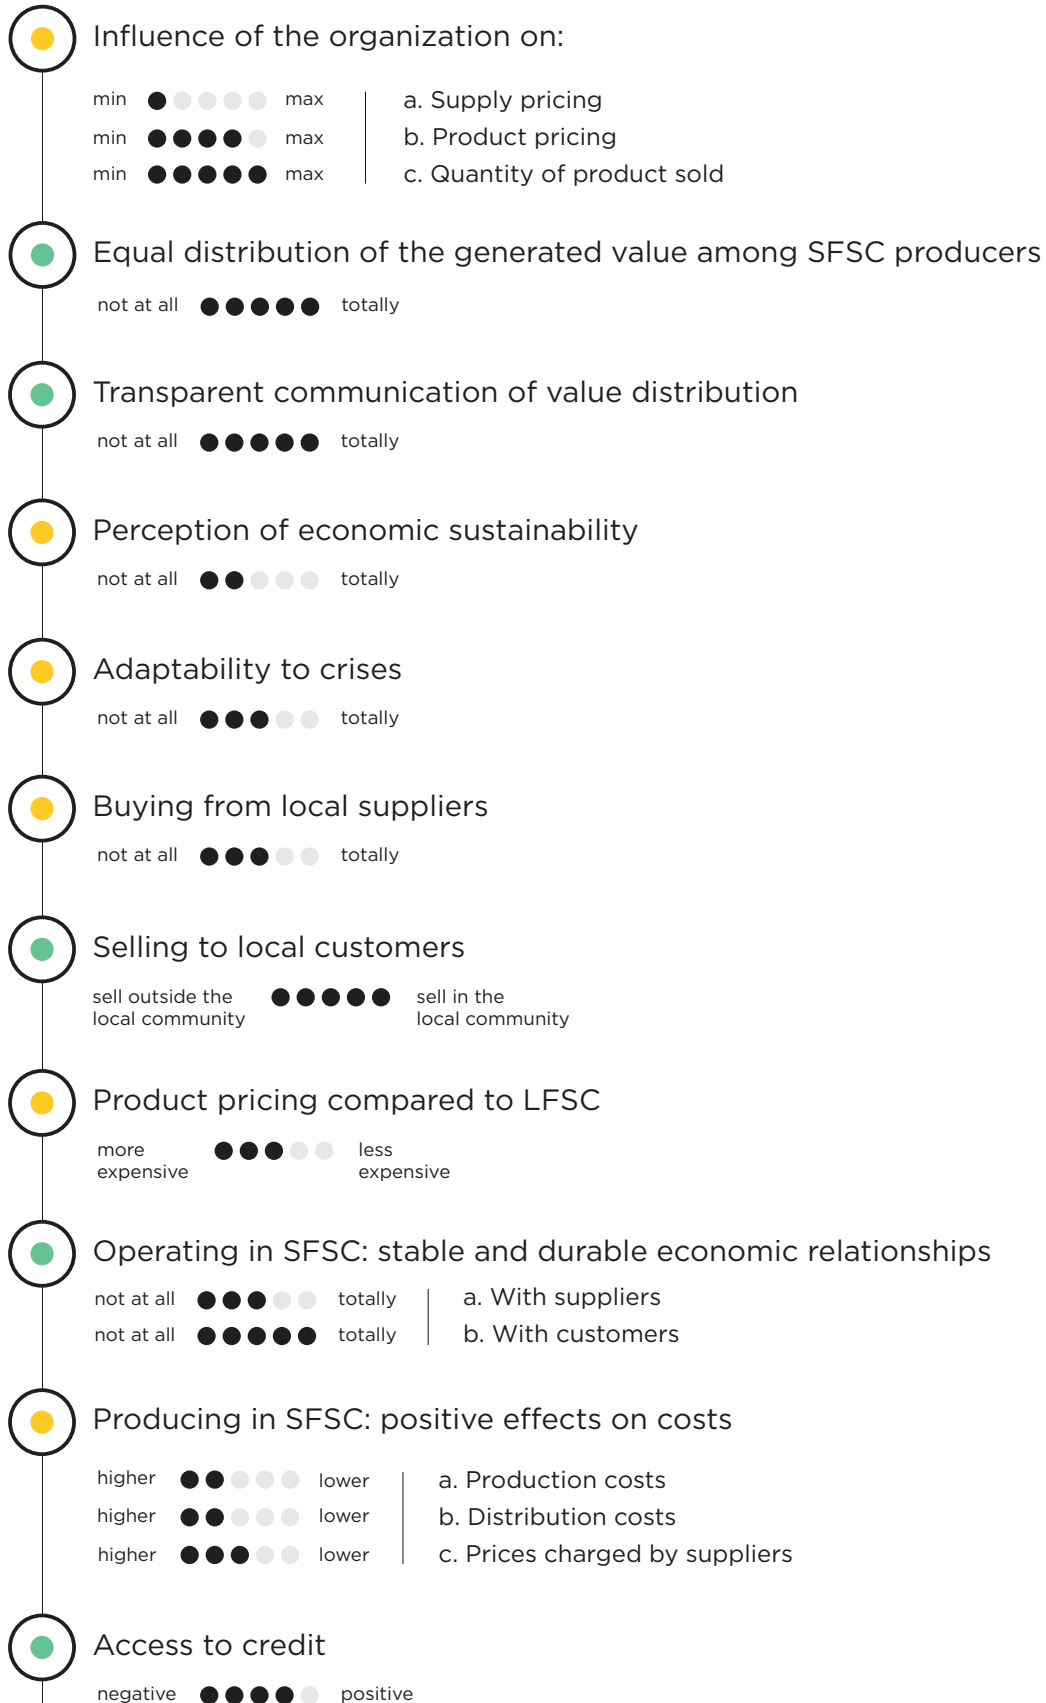 Influence of the organization on:
min max a. Supply pricing
min max b. Product pricing
min max c. Quantity of product sold
Equal distribution of the generated value among SFSC producers
not at all totally
Transparent communication of value distribution
not at all totally
Perception of economic sustainability
not at all totally
Adaptability to crises
not at all totally
Buying from local suppliers
not at all totally
Selling to local customers
sell outside the sell in the
local community local community
Product pricing compared to LFSC
more less
expensive expensive
Operating in SFSC: stable and durable economic relationships
not at all totally a. With suppliers
not at all totally b. With customers
Producing in SFSC: positive effects on costs
higher lower a. Production costs
higher lower b. Distribution costs
higher lower c. Prices charged by suppliers
Access to credit
negative positive